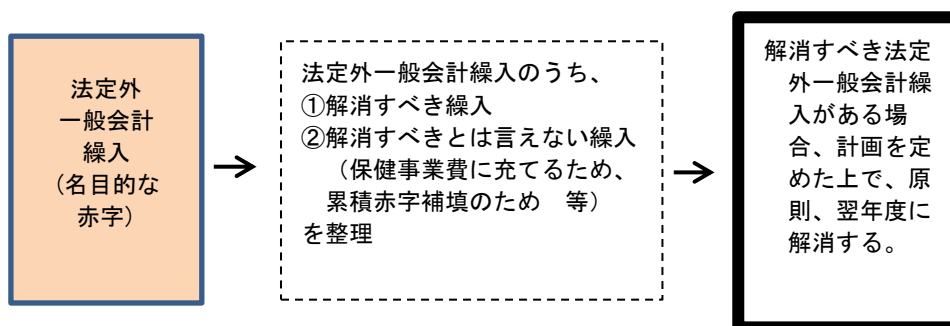 法定外
一般会計
繰入
(名目的な
赤字)
法定外一般会計繰入のうち、
①解消すべき繰入
②解消すべきとは言えない繰入
(保健事業費に充てるため、
累積赤字補填のため　等)
を整理
解消すべき法定
外一般会計繰
入がある場
合、計画を定
めた上で、原
則、翌年度に
解消する。